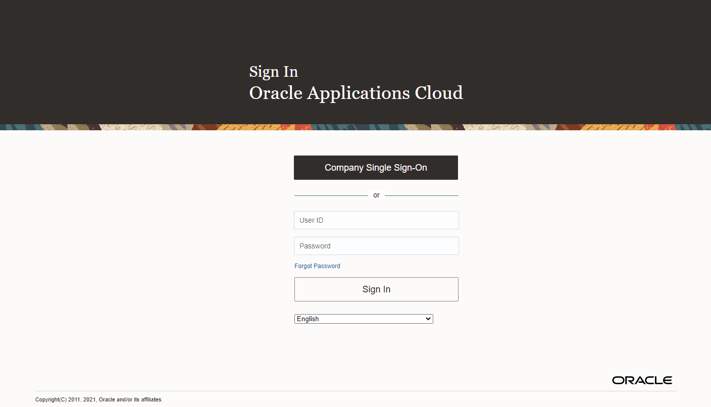 Sign In
Oracle Applications Cloud
Company Single Sign-On
or
User ID
Password
Forgot Password
Sign In
English
ORACLE
Copyright(C) 2011, 2021, Oracle and/or its affiliates